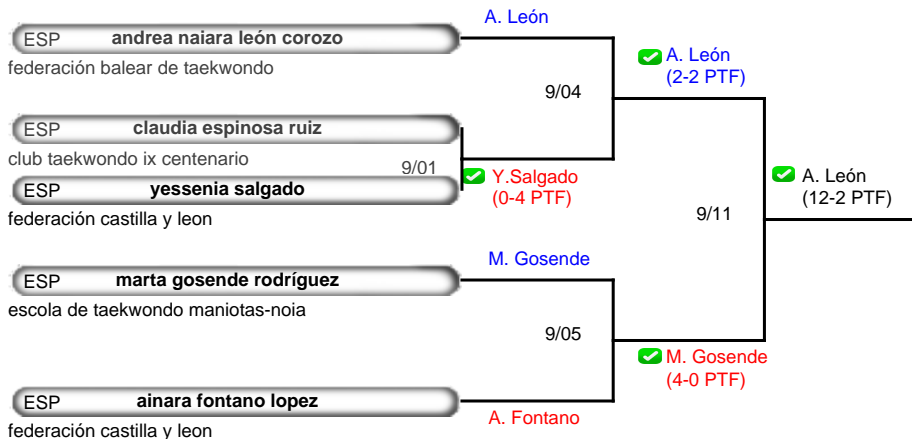 A. León
ESP andrea naiara león corozo
federación balear de taekwondo
A. León
(2-2 PTF)
9/04
ESP claudia espinosa ruiz
club taekwondo ix centenario
9/01
Y.Salgado
(0-4 PTF)
ESP yessenia salgado
federación castilla y leon
A. León
(12-2 PTF)
9/11
M. Gosende
ESP marta gosende rodríguez
escola de taekwondo maniotas-noia
9/05
M. Gosende
(4-0 PTF)
ESP ainara fontano lopez
A. Fontano
federación castilla y leon